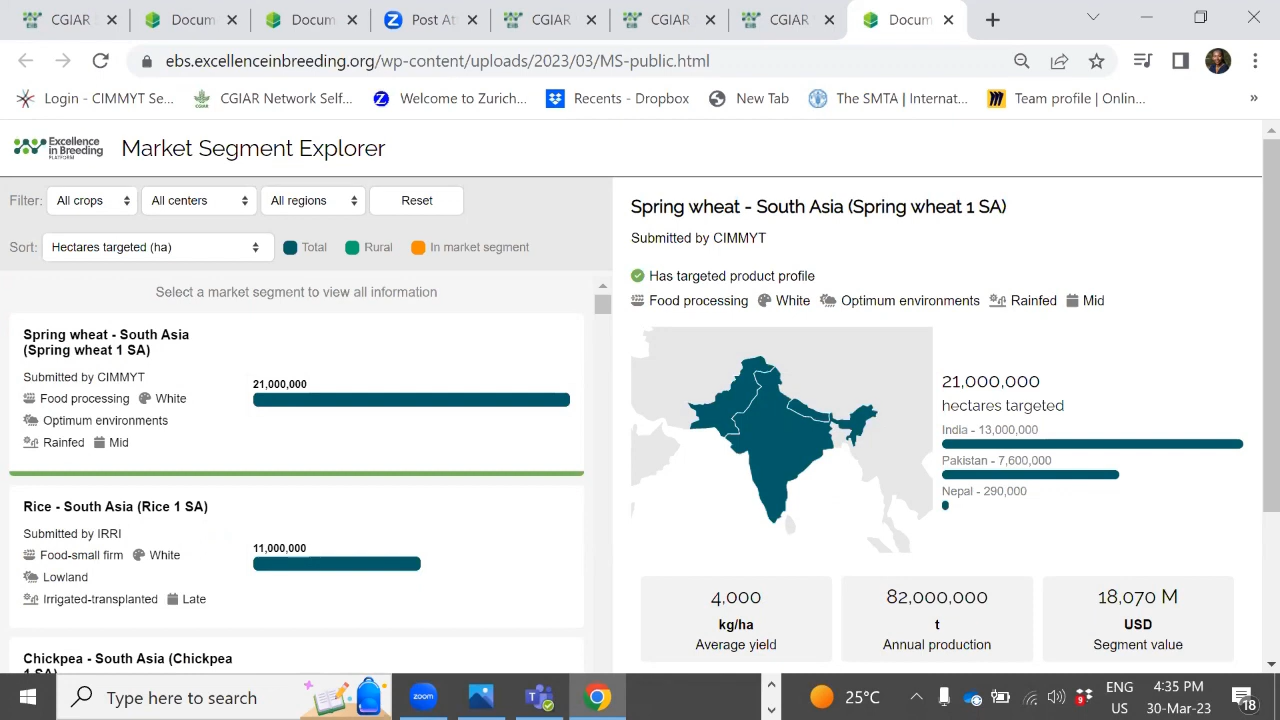 CGIAR
Docum
Docum
Post At
CGIAR
CGIAR
CGIAR
Docum
ebs.excellenceinbreeding.org/wp-content/uploads/2023/03/MS-public.html
Login - CIMMYT Se...
CGIAR Network Self...
Welcome to Zurich...
Recents - Dropbox
New Tab
The SMTA | Internat...
Team profile | Onlin...
»
Excellence
in Breeding
PLATFORM
Market Segment Explorer
Filter: All crops All centers All regions Reset
Sort: Hectares targeted (ha) Total Rural In market segment
Select a market segment to view all information
Spring wheat - South Asia
(Spring wheat 1 SA)
Submitted by CIMMYT
Food processing White
Optimum environments
Rainfed Mid
21,000,000
Rice - South Asia (Rice 1 SA)
Submitted by IRRI
Food-small firm White
Lowland
Irrigated-transplanted Late
11,000,000
Chickpea - South Asia (Chickpea
1 SA)
Spring wheat - South Asia (Spring wheat 1 SA)
Submitted by CIMMYT
Has targeted product profile
Food processing White Optimum environments Rainfed Mid
21,000,000
hectares targeted
India - 13,000,000
Pakistan - 7,600,000
Nepal - 290,000
4,000
kg/ha
Average yield
82,000,000
t
Annual production
18,070 M
USD
Segment value
Type here to search
zoom
25°C
9
ENG
US
4:35 PM
30-Mar-23
18